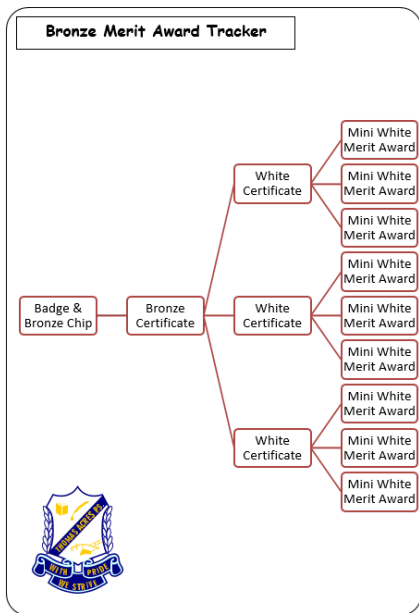 Bronze Merit Award Tracker
Mini White
Merit Award
White
Certificate
Mini White
Merit Award
Mini White
Merit Award
Mini White
Merit Award
Badge &
Bronze Chip
Bronze
Certificate
White
Certificate
Mini White
Merit Award
Mini White
Merit Award
Mini White
Merit Award
White
Certificate
Mini White
Merit Award
Mini White
Merit Award
THOMAS ACRES P.S.
WITH PRIDE
WE STRIVE